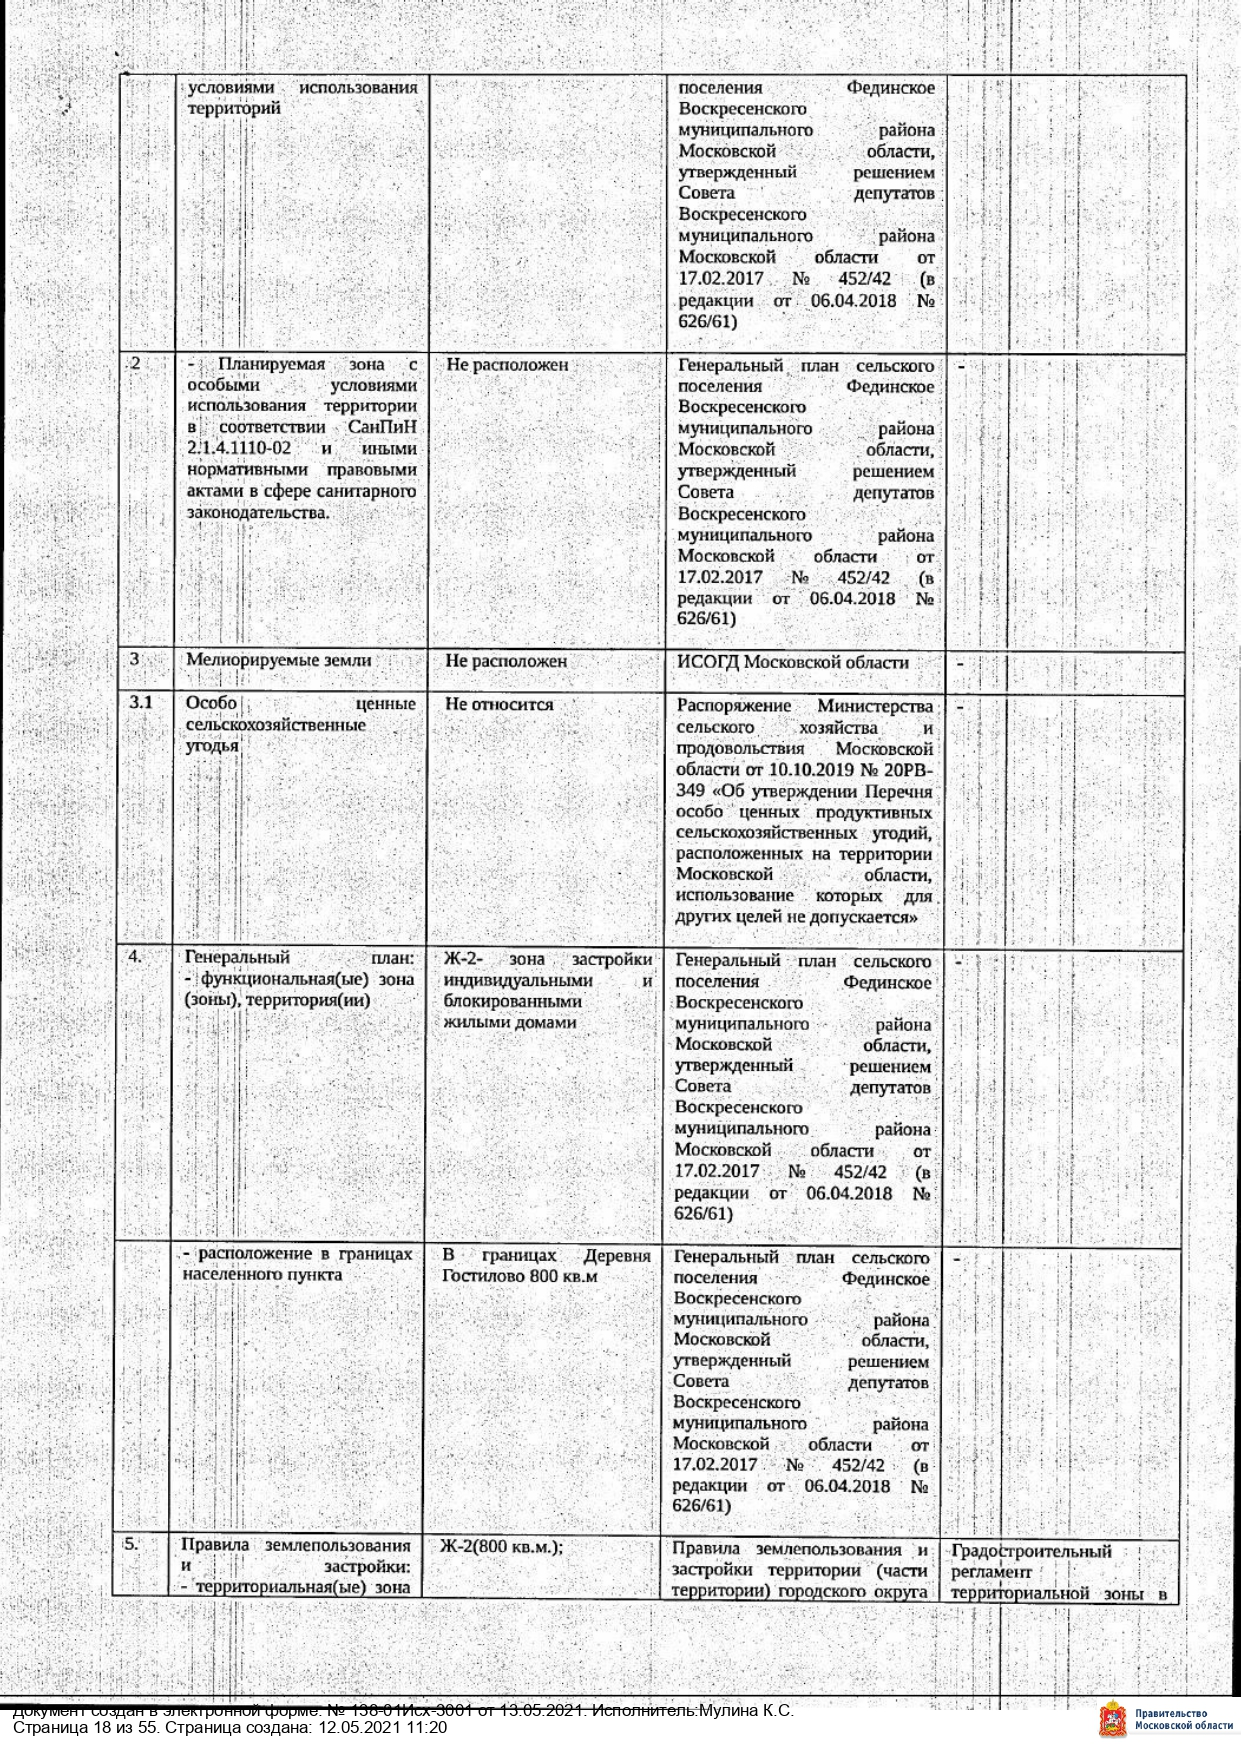 условиями использования
территорий
поселения Фединское
Воскресенского
муниципального района
Московской области,
утвержденный решением
Совета депутатов
Воскресенского
муниципального района
Московской области от
17.02.2017 № 452/42 (в
редакции от 06.04.2018 №
626/61)
2
- Планируемая зона с
особыми условиями
использования территории
в соответствии СанПиН
2.1.4.1110-02 и иными
нормативными правовыми
актами в сфере санитарного
законодательства.
Не расположен
Генеральный план сельского
поселения Фединское
Воскресенского
муниципального района
Московской области,
утвержденный решением
Совета депутатов
Воскресенского
муниципального района
Московской области от
17.02.2017 № 452/42 (в
редакции от 06.04.2018 №
626/61)
-
3
Мелиорируемые земли
Не расположен
ИСОГД Московской области
-
3.1
Особо ценные
сельскохозяйственные
угодья
Не относится
Распоряжение Министерства
сельского хозяйства и
продовольствия Московской
области от 10.10.2019 № 20РВ-
349 «Об утверждении Перечня
особо ценных продуктивных
сельскохозяйственных угодий,
расположенных на территории
Московской области,
использование которых для
других целей не допускается»
-
4.
Генеральный план:
- функциональная(ые) зона
(зоны), территория(ии)
Ж-2- зона застройки
индивидуальными и
блокированными
жилыми домами
Генеральный план сельского
поселения Фединское
Воскресенского
муниципального района
Московской области,
утвержденный решением
Совета депутатов
Воскресенского
муниципального района
Московской области от
17.02.2017 № 452/42 (в
редакции от 06.04.2018 №
626/61)
-
- расположение в границах
населенного пункта
В границах Деревня
Гостилово 800 кв.м
Генеральный план сельского
поселения Фединское
Воскресенского
муниципального района
Московской области,
утвержденный решением
Совета депутатов
Воскресенского
муниципального района
Московской области от
17.02.2017 № 452/42 (в
редакции от 06.04.2018 №
626/61)
-
5.
Правила землепользования
и застройки:
- территориальная(ые) зона
Ж-2(800 кв.м.);
Правила землепользования и
застройки территории (части
территории) городского округа
Градостроительный
регламент
территориальной зоны в
Документ создан в электронной форме. № 138-01Исх-3001 от 13.05.2021. Исполнитель:Мулина К.С.
Страница 18 из 55. Страница создана: 12.05.2021 11:20
Правительство
Московской области